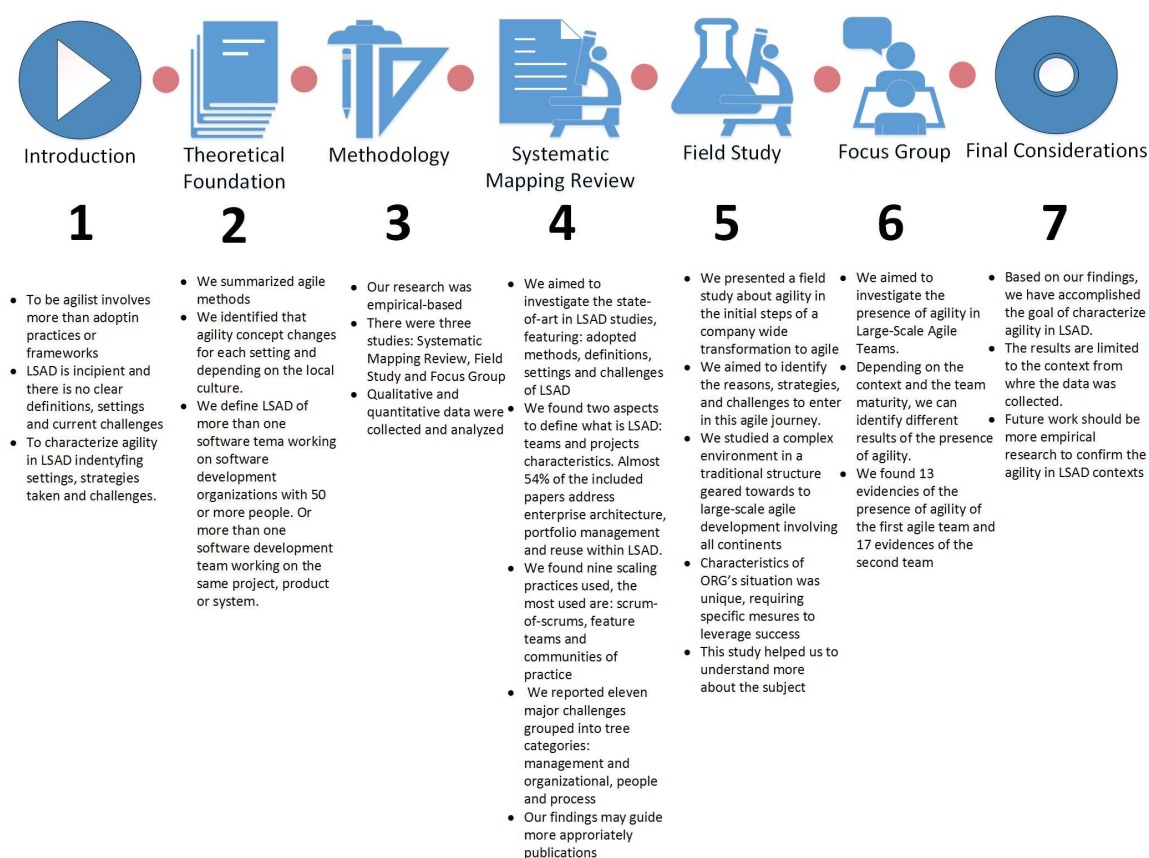 Introduction
Theoretical
Foundation
Methodology
Systematic
Mapping Review
Field Study
Focus Group
Final Considerations
1
2
3
4
5
6
7
● To be agilist involves
more than adoptin
practices or
frameworks
● LSAD is incipient and
there is no clear
definitions, settings
and current challenges
● To characterize agility
in LSAD indentyfing
settings, strategies
taken and challenges.
● We summarized agile
methods
● We identified that
agility concept changes
for each setting and
depending on the local
culture.
● We define LSAD of
more than one
software tema working
on software
development
organizations with 50
or more people. Or
more than one
software development
team working on the
same project, product
or system.
● Our research was
empirical-based
● There were three
studies: Systematic
Mapping Review, Field
Study and Focus Group
● Qualitative and
quantitative data were
collected and analyzed
● We aimed to
investigate the state-
of-art in LSAD studies,
featuring: adopted
methods, definitions,
settings and challenges
of LSAD
● We found two aspects
to define what is LSAD:
teams and projects
characteristics. Almost
54% of the included
papers address
enterprise architecture,
portfolio management
and reuse within LSAD.
● We found nine scaling
practices used, the
most used are: scrum-
of-scrums, feature
teams and
communities of
practice
● We reported eleven
major challenges
grouped into tree
categories:
management and
organizational, people
and process
● Our findings may guide
more approriately
publications
● We presented a field
study about agility in
the initial steps of a
company wide
transformation to agile
● We aimed to identify
the reasons, strategies,
and challenges to enter
in this agile journey.
● We studied a complex
environment in a
traditional structure
geared towards to
large-scale agile
development involving
all continents
● Characteristics of
ORG's situation was
unique, requiring
specific mesures to
leverage success
● This study helped us to
understand more
about the subject
● We aimed to
investigate the
presence of agility in
Large-Scale Agile
Teams.
● Depending on the
context and the team
maturity, we can
identify different
results of the presence
of agility.
● We found 13
evidencies of the
presence of agility of
the first agile team and
17 evidences of the
second team
● Based on our findings,
we have accomplished
the goal of characterize
agility in LSAD.
● The results are limited
to the context from
whre the data was
collected.
● Future work should be
more empirical
research to confirm the
agility in LSAD contexts